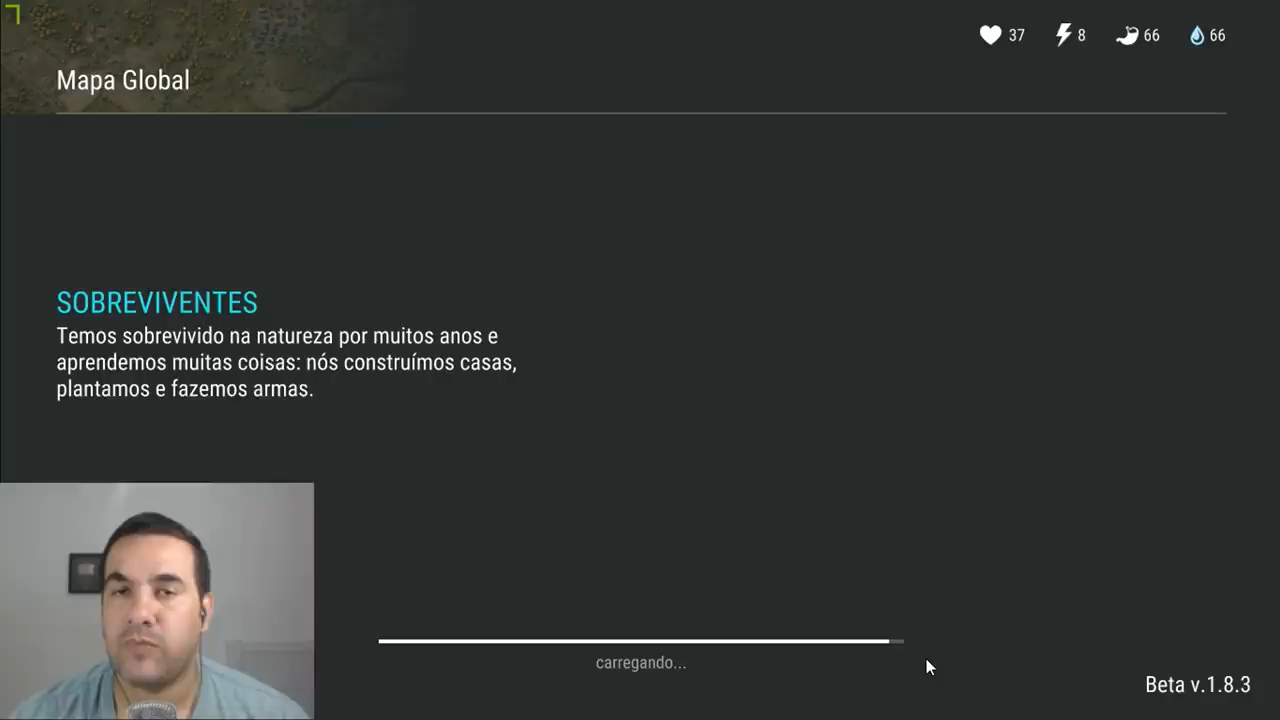 37 8 66 66
Mapa Global
SOBREVIVENTES
Temos sobrevivido na natureza por muitos anos e
aprendemos muitas coisas: nós construímos casas,
plantamos e fazemos armas.
carregando...
Beta v.1.8.3